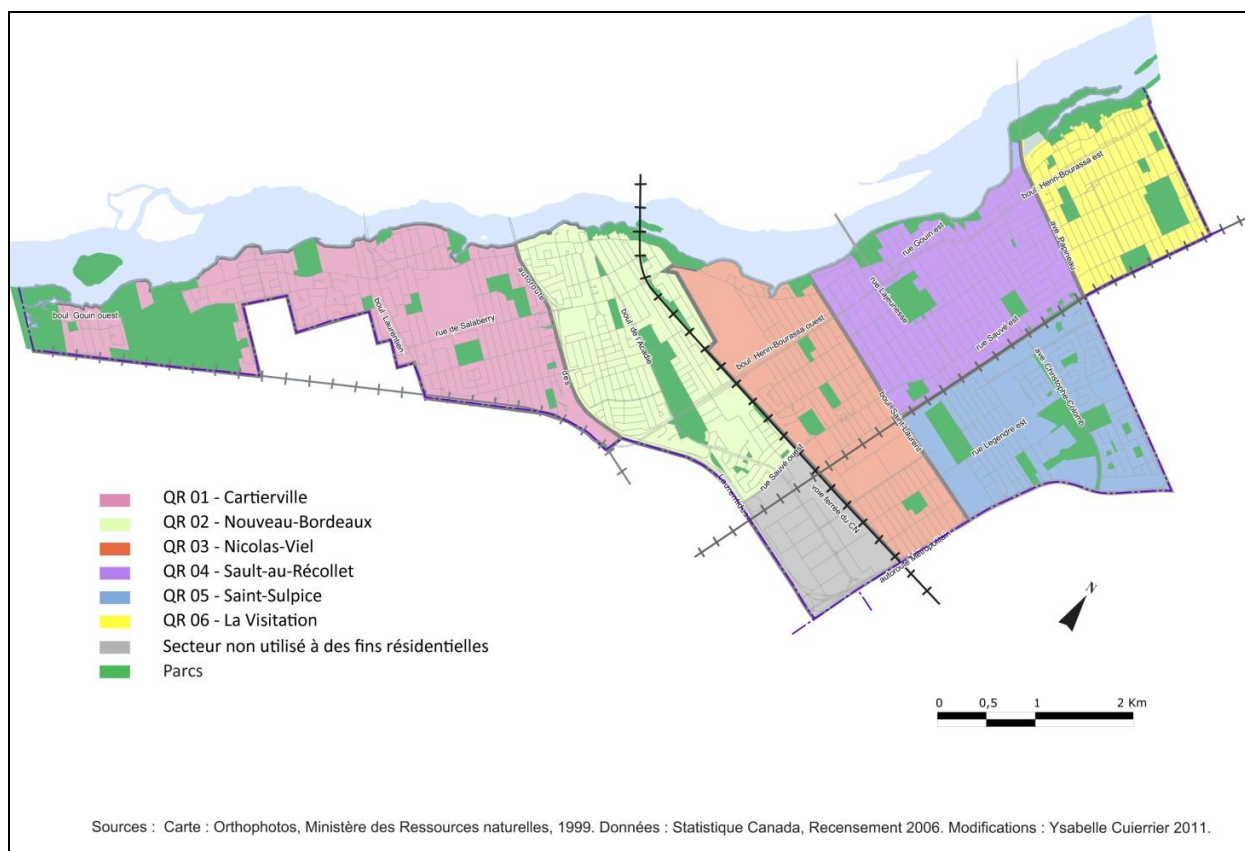 boul. Henri-Bourassa est
rue Gouin est
ave. Papineau
autoroute
boul. Gouin ouest
boul. Laurentien
rue de Salaberry
boul. de l'Acadie
rue Lajeunesse
rue Sauvé est
boul. Henri-Bourassa ouest
ave. Christophe-Colomb
des
boul. Saint-Laurent
rue Legendre est
rue Sauvé ouest
Laurentides
voie ferrée du CN
autoroute Métropolitain
QR 01 - Cartierville
QR 02 - Nouveau-Bordeaux
QR 03 - Nicolas-Viel
QR 04 - Sault-au-Récollet
QR 05 - Saint-Sulpice
QR 06 - La Visitation
Secteur non utilisé à des fins résidentielles
Parcs
N
0 0,5 1 2 Km
Sources : Carte : Orthophotos, Ministère des Ressources naturelles, 1999. Données : Statistique Canada, Recensement 2006. Modifications : Ysabelle Cuierrier 2011.